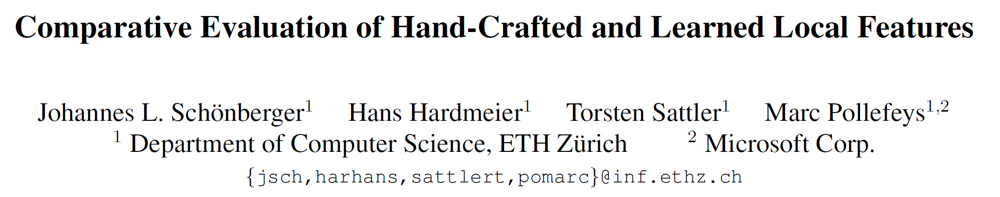 Comparative Evaluation of Hand-Crafted and Learned Local Features
Johannes L. Schönberger¹ Hans Hardmeier¹ Torsten Sattler¹ Marc Pollefeys¹,²
¹ Department of Computer Science, ETH Zürich ² Microsoft Corp.
{jsch,harhans,sattlert,pomarc}@inf.ethz.ch